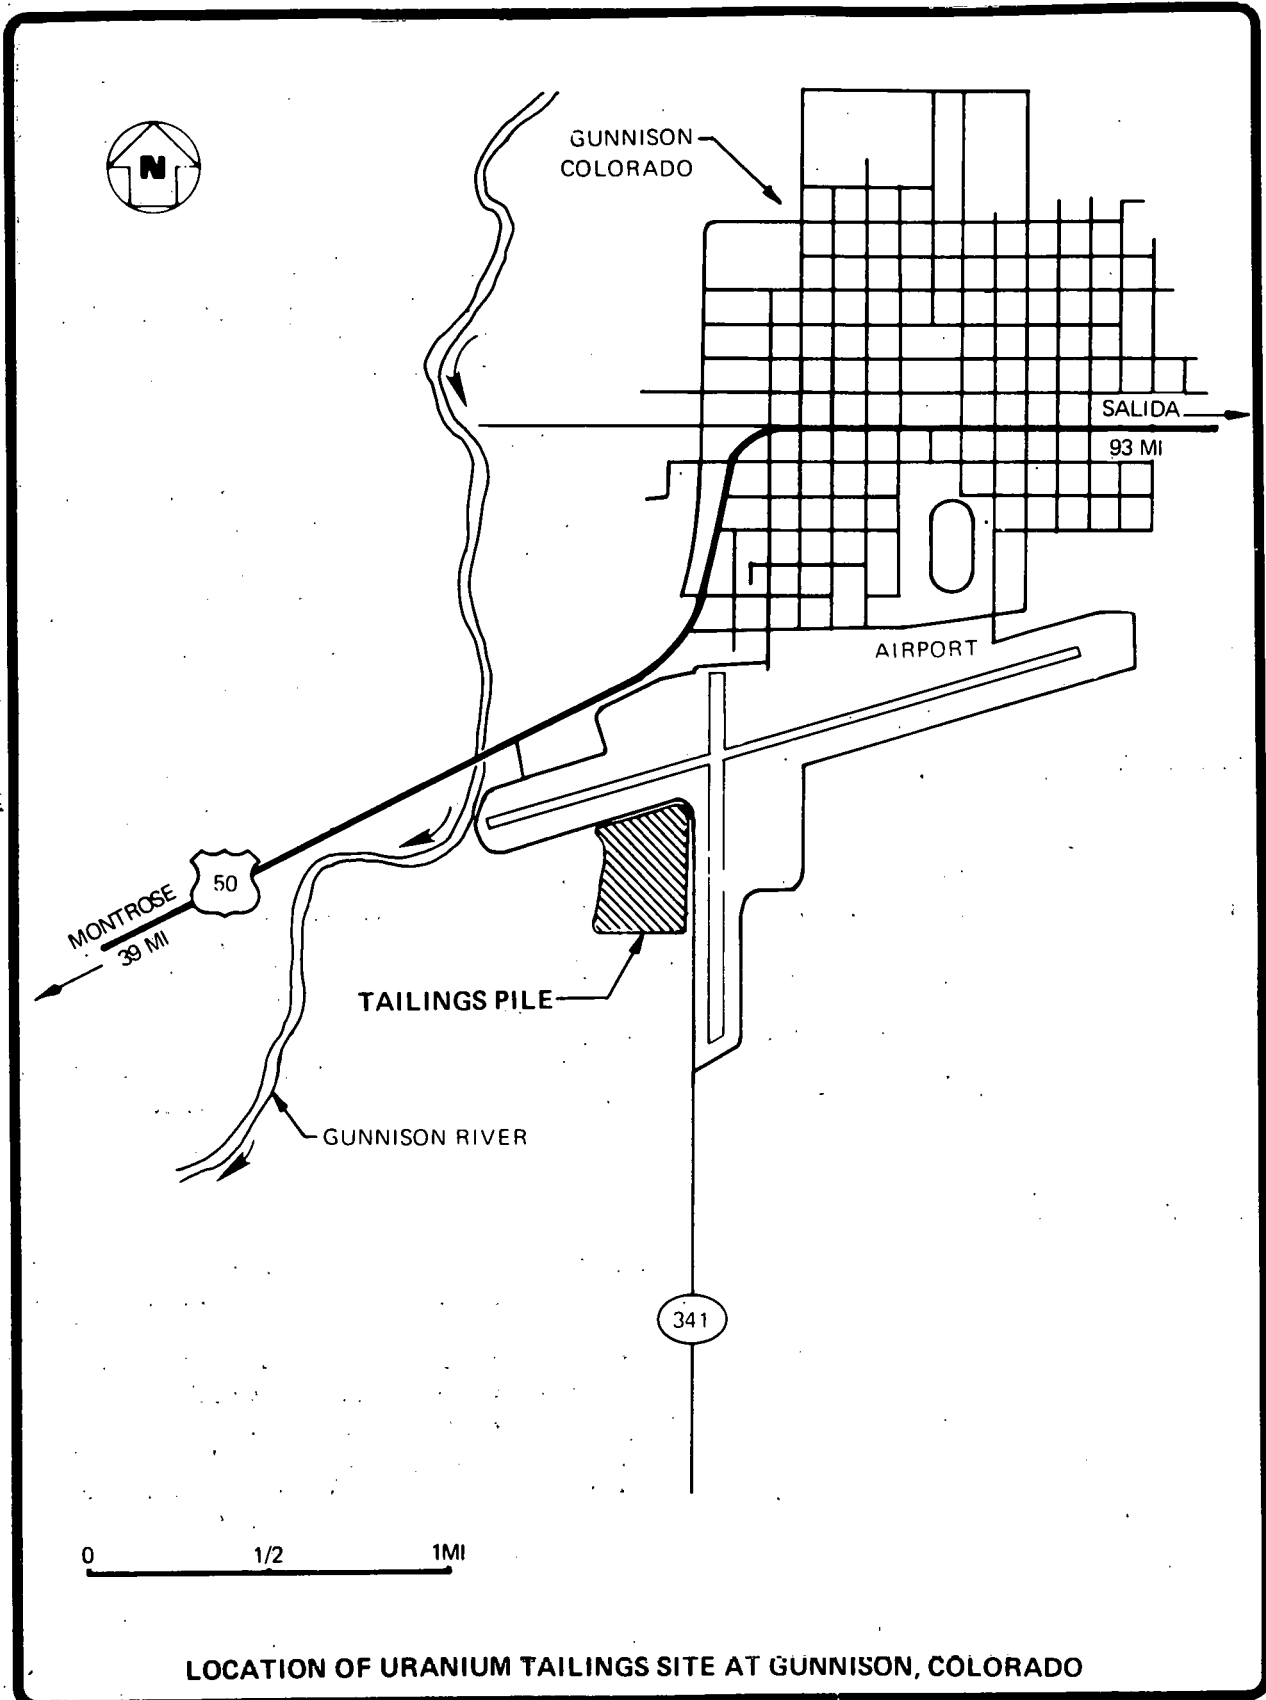 N
GUNNISON
COLORADO
SALIDA
93 MI
AIRPORT
50
MONTROSE
39 MI
TAILINGS PILE
GUNNISON RIVER
341
0 1/2 1MI
LOCATION OF URANIUM TAILINGS SITE AT GUNNISON, COLORADO